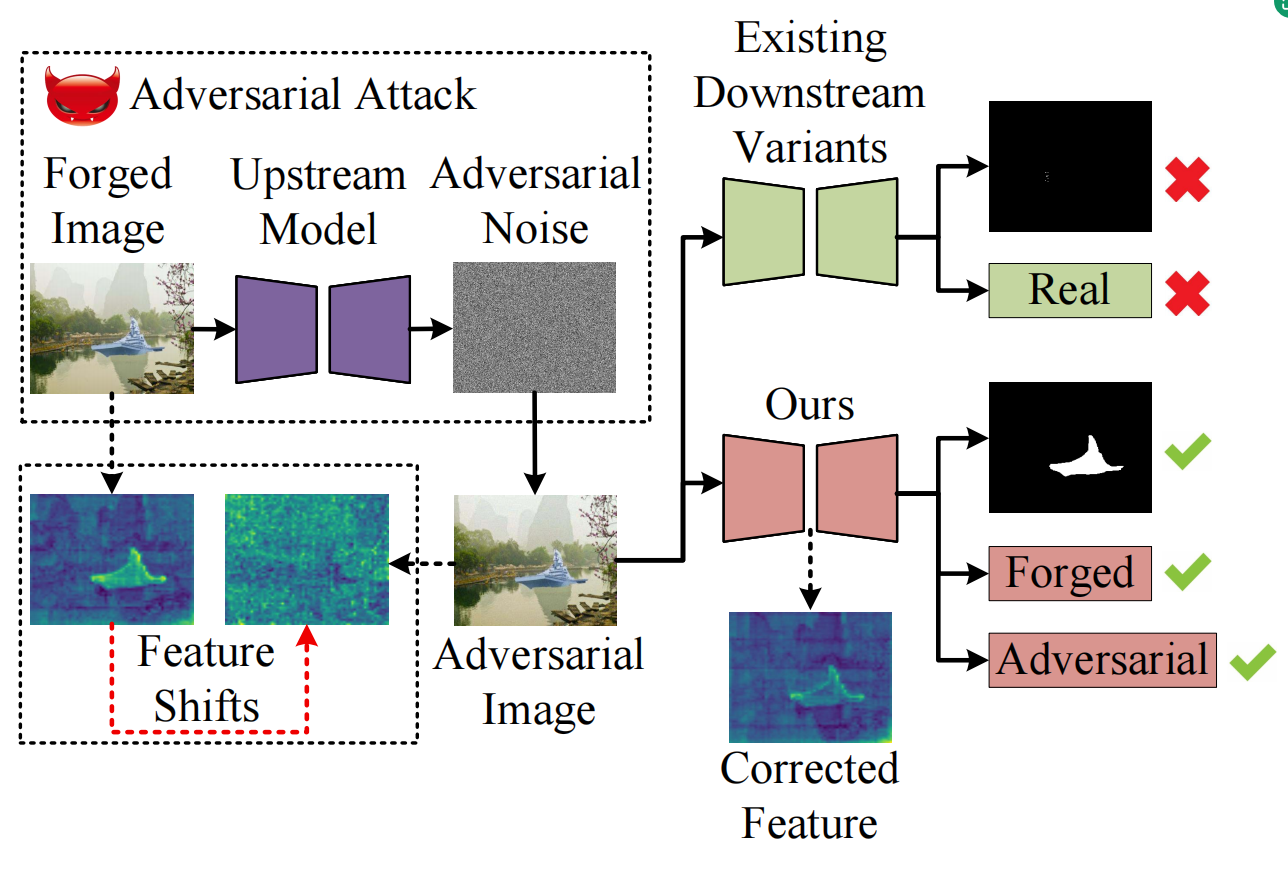 Adversarial Attack
Forged
Image
Upstream
Model
Adversarial
Noise
Feature
Shifts
Adversarial
Image
Existing
Downstream
Variants
Real
Ours
Forged
Adversarial
Corrected
Feature